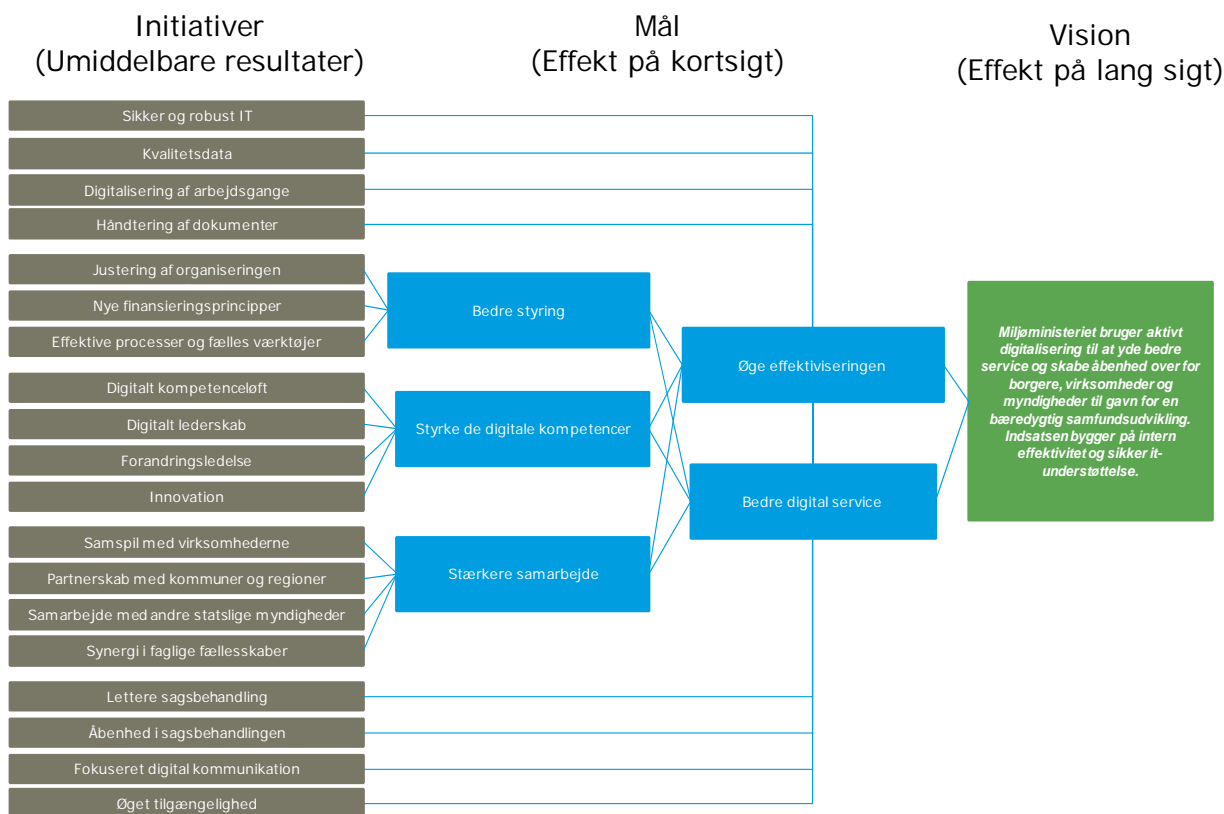 Initiativer
(Umiddelbare resultater)
Mål
(Effekt på kortsigt)
Vision
(Effekt på lang sigt)
Sikker og robust IT
Kvalitetsdata
Digitalisering af arbejdsgange
Håndtering af dokumenter
Justering af organiseringen
Nye finansieringsprincipper
Effektive processer og fælles værktøjer
Digitalt kompetenceløft
Digitalt lederskab
Forandringsledelse
Innovation
Samspil med virksomhederne
Partnerskab med kommuner og regioner
Samarbejde med andre statslige myndigheder
Synergi i faglige fællesskaber
Lettere sagsbehandling
Åbenhed i sagsbehandlingen
Fokuseret digital kommunikation
Øget tilgængelighed
Bedre styring
Styrke de digitale kompetencer
Stærkere samarbejde
Øge effektiviseringen
Bedre digital service
Miljøministeriet bruger aktivt
digitalisering til at yde bedre
service og skabe åbenhed over for
borgere, virksomheder og
myndigheder til gavn for en
bæredygtig samfundsudvikling.
Indsatsen bygger på intern
effektivitet og sikker it-
understøttelse.